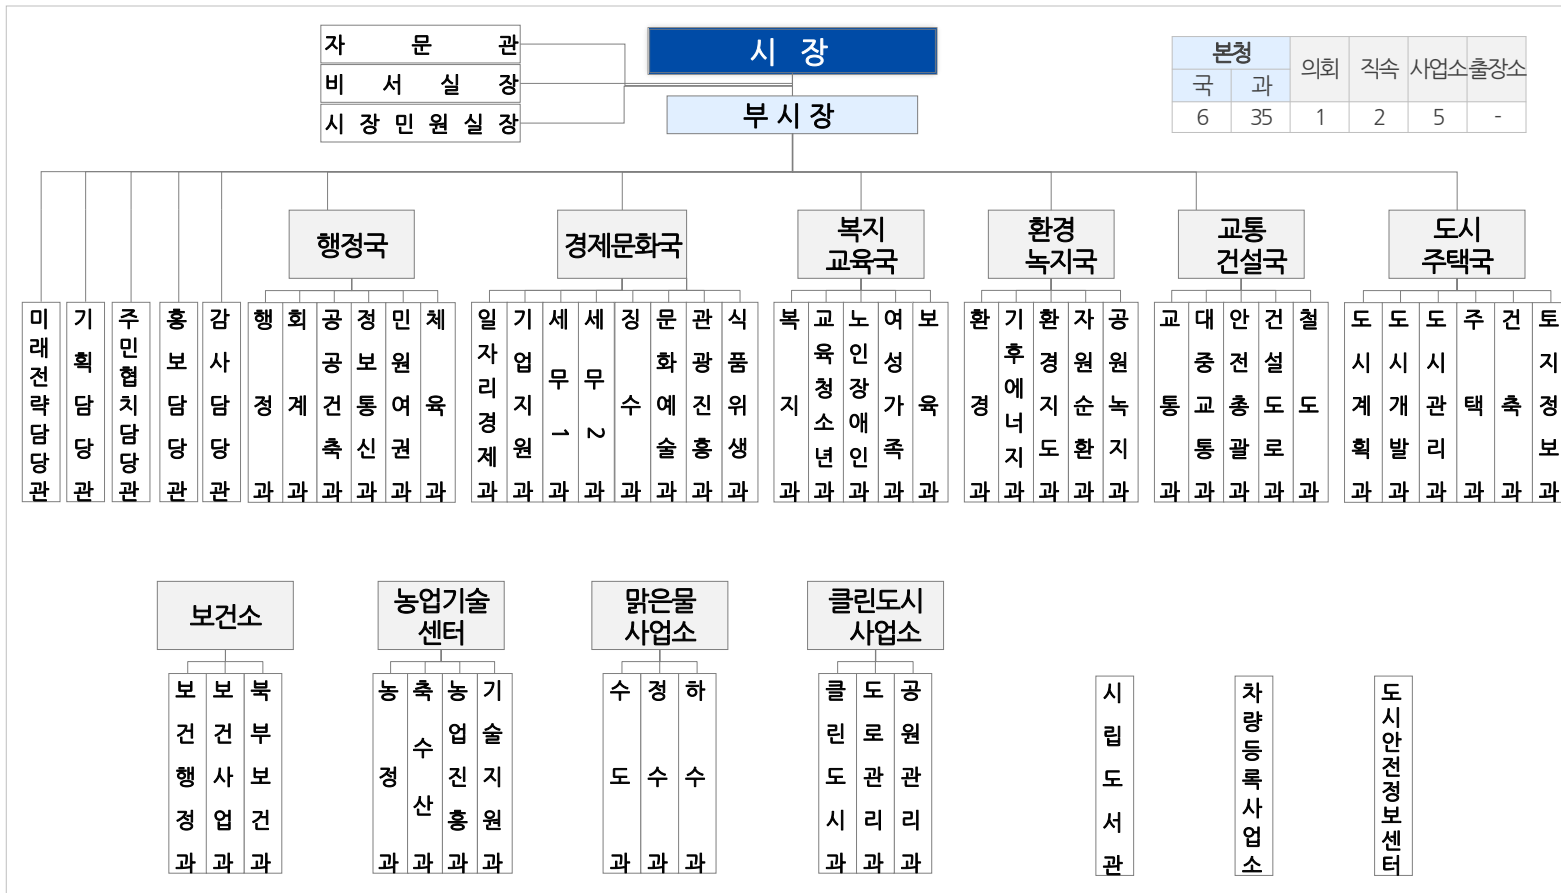 자 문 관
비 서 실 장
시 장 민 원 실 장
시 장
부 시 장
본청 의회 직속 사업소 출장소
국 과
6 35 1 2 5 -
미래전략담당관
기획담당관
주민협치담당관
홍보담당관
감사담당관
행정국
행정과
회계과
공공건축과
정보통신과
민원여권과
체육과
경제문화국
일자리경제과
기업지원과
세무1과
세무2과
징수과
문화예술과
관광진흥과
식품위생과
복지
교육국
복지과
교육청소년과
노인장애인과
여성가족과
보육과
환경
녹지국
환경과
기후에너지과
환경지도과
자원순환과
공원녹지과
교통
건설국
교통과
대중교통과
안전총괄과
건설도로과
철도과
도시
주택국
도시계획과
도시개발과
도시관리과
주택과
건축과
토지정보과
보건소
보건행정과
보건사업과
북부보건과
농업기술
센터
농정과
축수산과
농업진흥과
기술지원과
맑은물
사업소
수도과
정수과
하수과
클린도시
사업소
클린도시과
도로관리과
공원관리과
시립도서관
차량등록사업소
도시안전정보센터